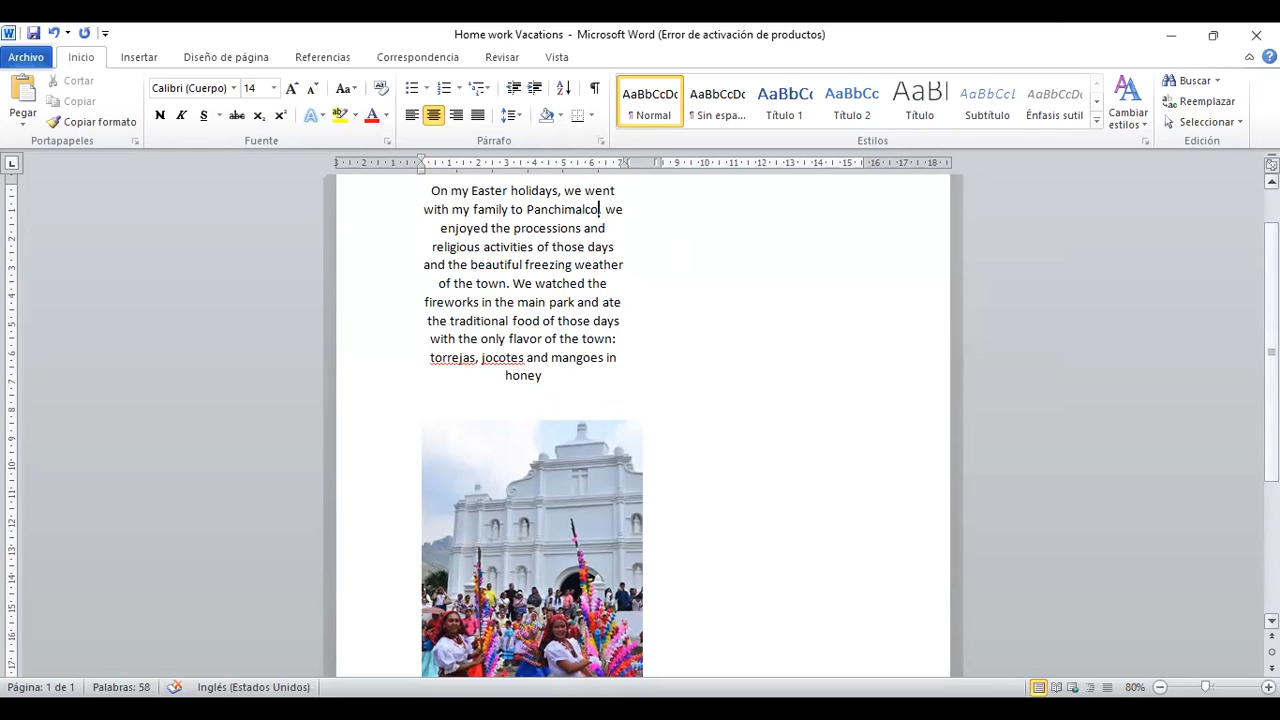 Home work Vacations - Microsoft Word (Error de activación de productos)
Archivo Inicio Insertar Diseño de página Referencias Correspondencia Revisar Vista
Pegar
Cortar
Copiar
Copiar formato
Portapapeles
Calibri (Cuerpo) 14
N K S abc x₂ x²
Fuente
Párrafo
AaBbCcDc ¶ Normal
AaBbCcDc ¶ Sin espa...
AaBbCc Título 1
AaBbCc Título 2
AaBl Título
AaBbCcl Subtítulo
AaBbCcDc Énfasis sutil
Cambiar estilos
Estilos
Buscar
Reemplazar
Seleccionar
Edición
On my Easter holidays, we went
with my family to Panchimalco, we
enjoyed the processions and
religious activities of those days
and the beautiful freezing weather
of the town. We watched the
fireworks in the main park and ate
the traditional food of those days
with the only flavor of the town:
torrejas, jocotes and mangoes in
honey
Página: 1 de 1 Palabras: 58 Inglés (Estados Unidos) 80%